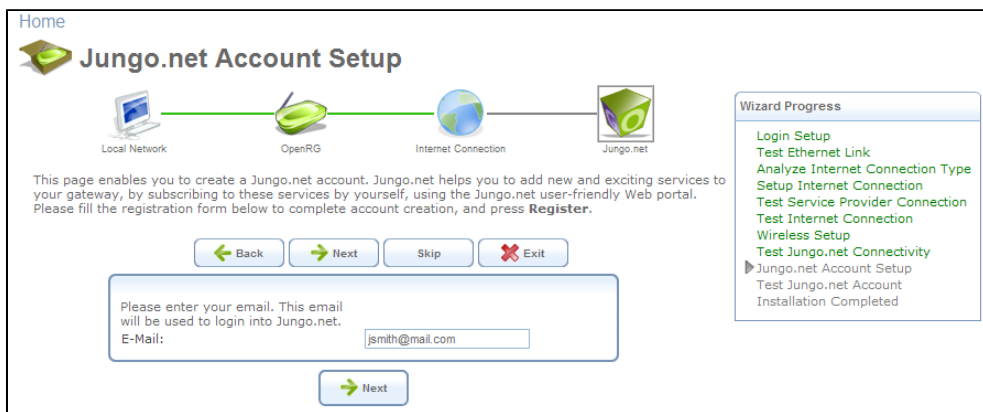 Home
Jungo.net Account Setup
Local Network
OpenRG
Internet Connection
Jungo.net
This page enables you to create a Jungo.net account. Jungo.net helps you to add new and exciting services to
your gateway, by subscribing to these services by yourself, using the Jungo.net user-friendly Web portal.
Please fill the registration form below to complete account creation, and press Register.
Back
Next
Skip
Exit
Please enter your email. This email
will be used to login into Jungo.net.
E-Mail:
jsmith@mail.com
Next
Wizard Progress
Login Setup
Test Ethernet Link
Analyze Internet Connection Type
Setup Internet Connection
Test Service Provider Connection
Test Internet Connection
Wireless Setup
Test Jungo.net Connectivity
Jungo.net Account Setup
Test Jungo.net Account
Installation Completed